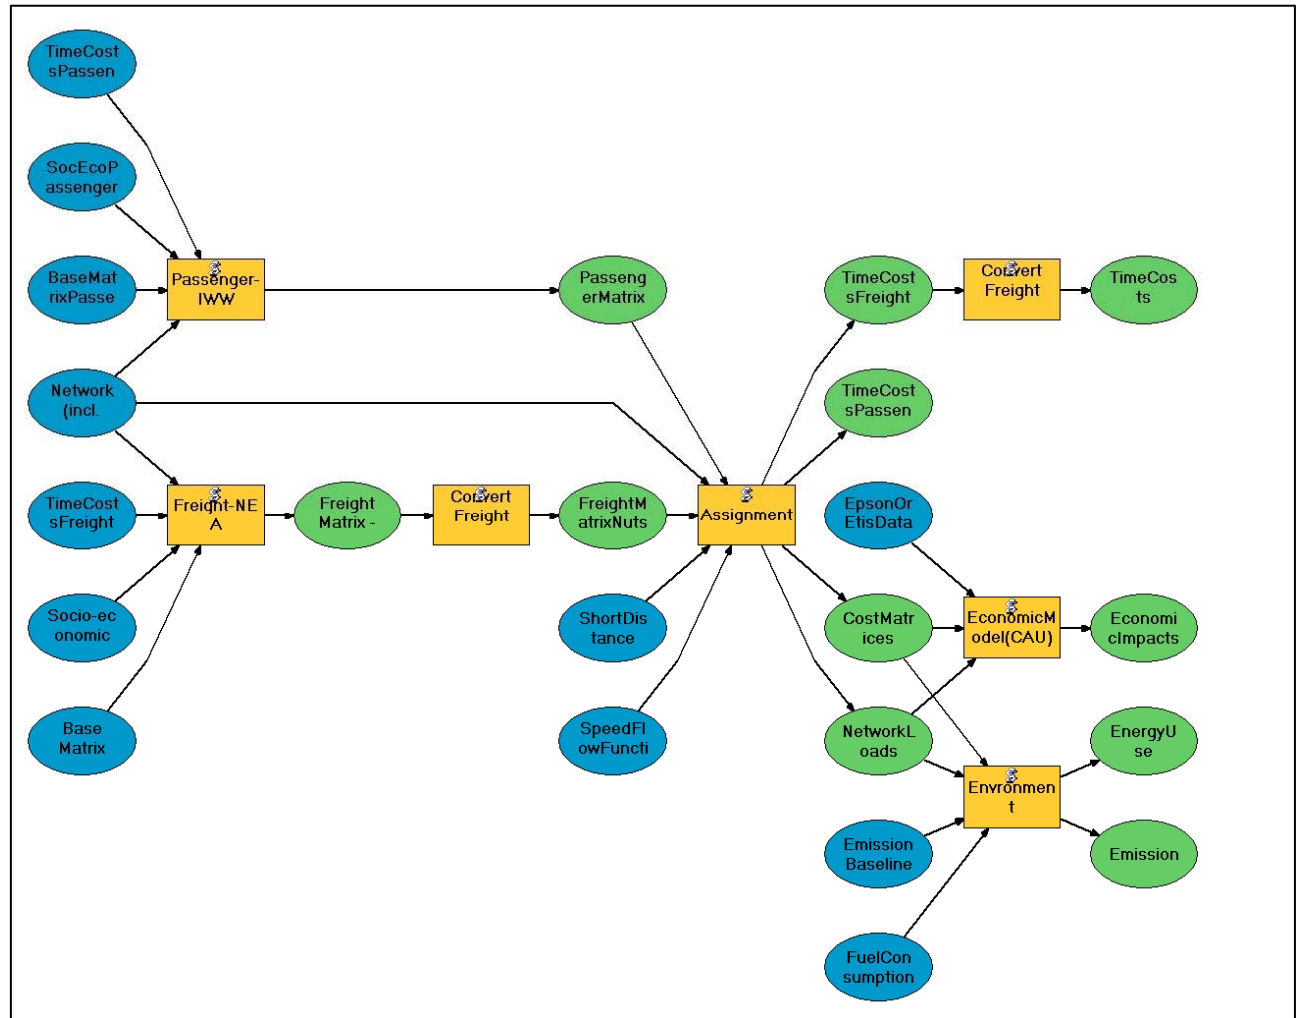 TimeCost
sPassen
SocEcoP
assenger
BaseMat
rixPasse
Passenger-
IWW
Passeng
erMatrix
TimeCost
sFreight
Convert
Freight
TimeCos
ts
Network
(incl.
TimeCost
sPassen
TimeCost
sFreight
Freight-NE
A
Freight
Matrix -
Convert
Freight
FreightM
atrixNuts
Assignment
EpsonOr
EtisData
Socio-ec
onomic
ShortDis
tance
CostMatr
ices
EconomicM
odel(CAU)
Economi
cImpacts
Base
Matrix
SpeedFl
owFuncti
NetworkL
oads
EnergyU
se
Envronmen
t
Emission
Baseline
Emission
FuelCon
sumption